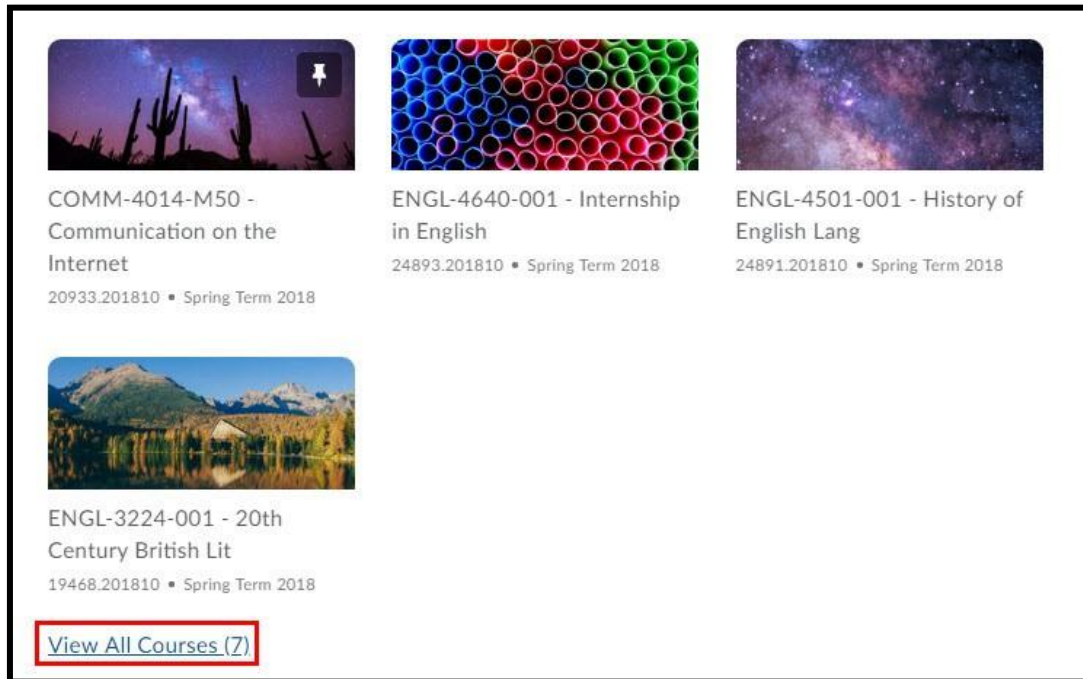 COMM-4014-M50 -
Communication on the
Internet
20933.201810 • Spring Term 2018
ENGL-4640-001 - Internship
in English
24893.201810 • Spring Term 2018
ENGL-4501-001 - History of
English Lang
24891.201810 • Spring Term 2018
ENGL-3224-001 - 20th
Century British Lit
19468.201810 • Spring Term 2018
View All Courses (7)